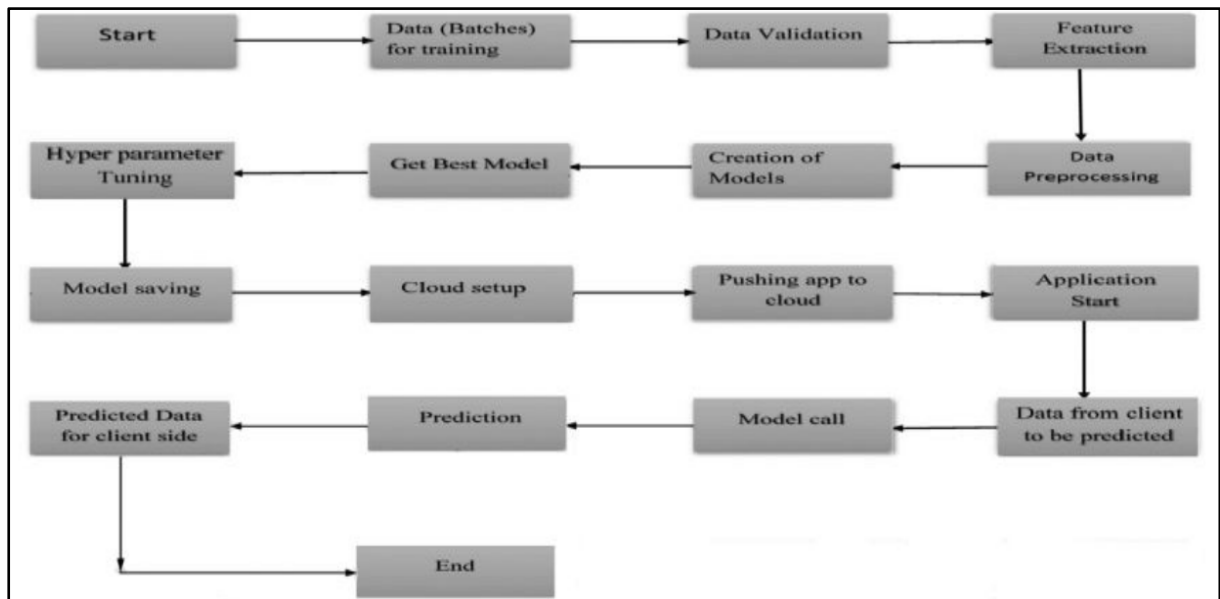 Start
Data (Batches)
for training
Data Validation
Feature
Extraction
Data
Preprocessing
Creation of
Models
Get Best Model
Hyper parameter
Tuning
Model saving
Cloud setup
Pushing app to
cloud
Application
Start
Data from client
to be predicted
Model call
Prediction
Predicted Data
for client side
End